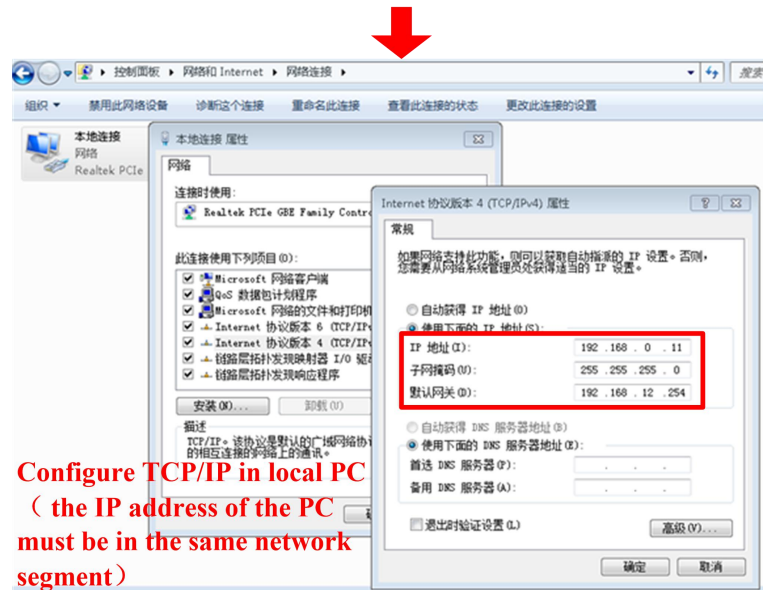 控制面板 ▸ 网络和 Internet ▸ 网络连接 ▸
组织 ▼ 禁用此网络设备 诊断这个连接 重命名此连接 查看此连接的状态 更改此连接的设置
本地连接
网络
Realtek PCIe
本地连接 属性
网络
连接时使用:
Realtek PCIe GBE Family Contro
此连接使用下列项目(O):
Microsoft 网络客户端
QoS 数据包计划程序
Microsoft 网络的文件和打印机
Internet 协议版本 6 (TCP/IPv
Internet 协议版本 4 (TCP/IPv
链路层拓扑发现映射器 I/O 驱
链路层拓扑发现响应程序
安装(N)... 卸载(U)
描述
TCP/IP。该协议是默认的广域网络协
的相互连接的网络上的通讯。
Internet 协议版本 4 (TCP/IPv4) 属性
常规
如果网络支持此功能，则可以获取自动指派的 IP 设置。否则，
您需要从网络系统管理员处获得适当的 IP 设置。
自动获得 IP 地址(O)
使用下面的 IP 地址(S):
IP 地址(I): 192 .168 . 0 . 11
子网掩码(U): 255 .255 .255 . 0
默认网关(D): 192 .168 . 12 .254
自动获得 DNS 服务器地址(B)
使用下面的 DNS 服务器地址(E):
首选 DNS 服务器(P): . . .
备用 DNS 服务器(A): . . .
退出时验证设置(L) 高级(V)...
确定 取消
Configure TCP/IP in local PC
（ the IP address of the PC
must be in the same network
segment）